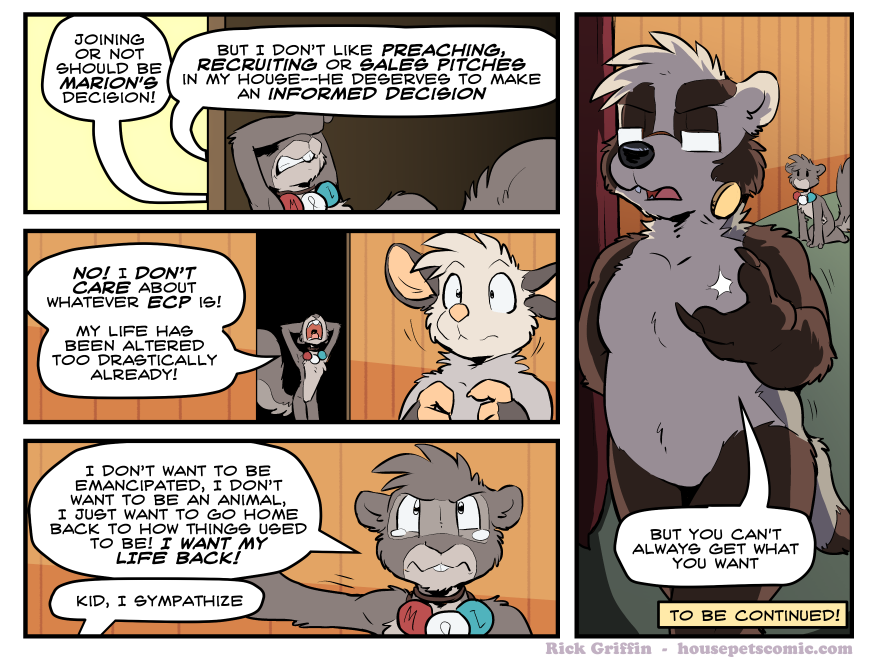 JOINING
OR NOT
SHOULD BE
MARION'S
DECISION!
BUT I DON'T LIKE PREACHING,
RECRUITING OR SALES PITCHES
IN MY HOUSE--HE DESERVES TO MAKE
AN INFORMED DECISION
NO! I DON'T
CARE ABOUT
WHATEVER ECP IS!
MY LIFE HAS
BEEN ALTERED
TOO DRASTICALLY
ALREADY!
I DON'T WANT TO BE
EMANCIPATED, I DON'T
WANT TO BE AN ANIMAL,
I JUST WANT TO GO HOME
BACK TO HOW THINGS USED
TO BE! I WANT MY
LIFE BACK!
KID, I SYMPATHIZE
BUT YOU CAN'T
ALWAYS GET WHAT
YOU WANT
TO BE CONTINUED!
Rick Griffin - housepetscomic.com